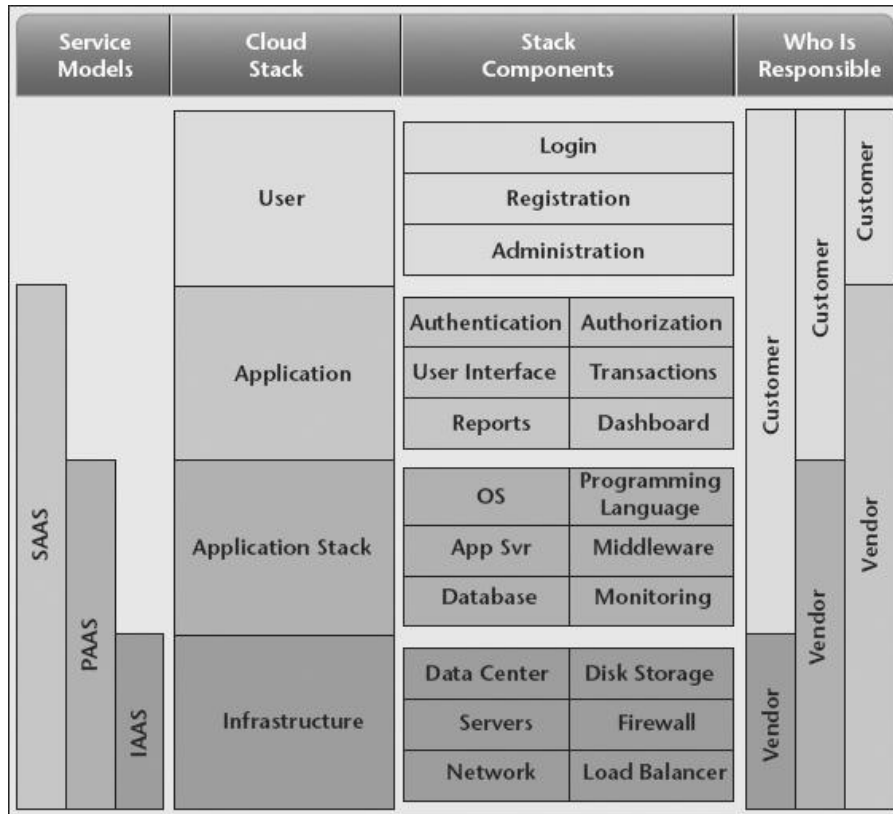 Service
Models
Cloud
Stack
Stack
Components
Who Is
Responsible
User
Login
Registration
Administration
Customer
Customer
Customer
SAAS
Application
Authentication
Authorization
User Interface
Transactions
Reports
Dashboard
PAAS
Application Stack
OS
Programming
Language
App Svr
Middleware
Database
Monitoring
Vendor
Vendor
Vendor
IAAS
Infrastructure
Data Center
Disk Storage
Servers
Firewall
Network
Load Balancer